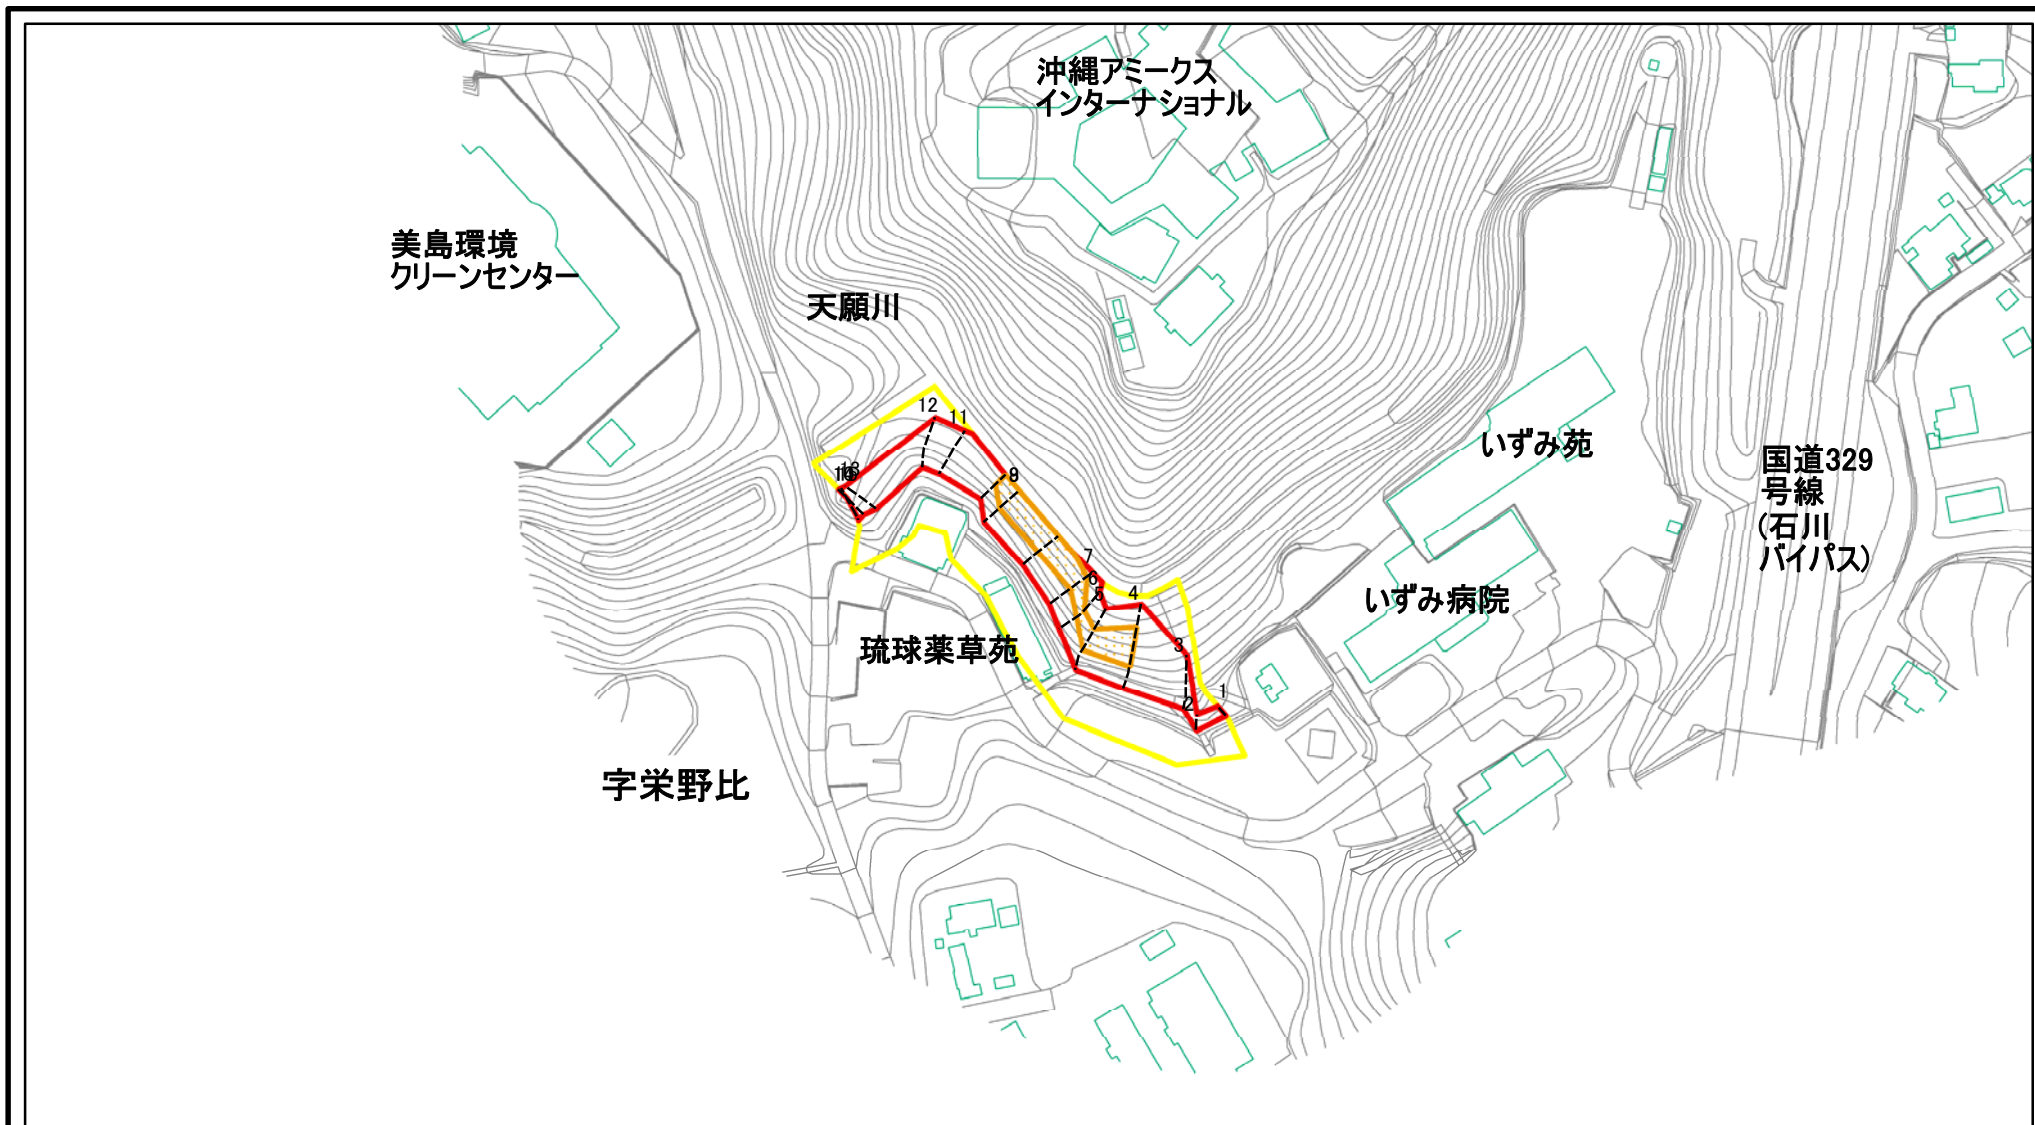 沖縄アミークス
インターナショナル
美島環境
クリーンセンター
天願川
12
11
13
9
いずみ苑
国道329
号線
(石川
バイパス)
7
6
5
4
いずみ病院
琉球薬草苑
3
1
2
字栄野比